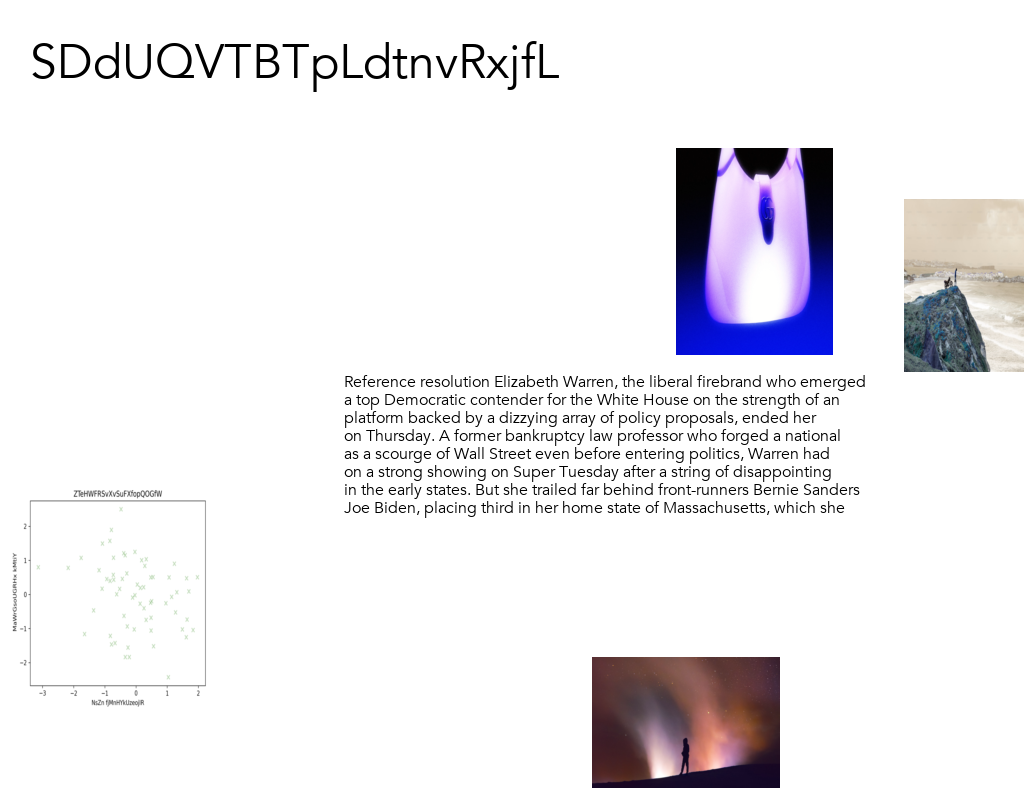 SDdUQVTBTpLdtnvRxjfL
Reference resolution Elizabeth Warren, the liberal firebrand who emerged
a top Democratic contender for the White House on the strength of an
platform backed by a dizzying array of policy proposals, ended her
on Thursday. A former bankruptcy law professor who forged a national
as a scourge of Wall Street even before entering politics, Warren had
on a strong showing on Super Tuesday after a string of disappointing
in the early states. But she trailed far behind front-runners Bernie Sanders
Joe Biden, placing third in her home state of Massachusetts, which she
ZTeHWFRSvXvSuFXfopQOGfW
2
1
0
−1
−2
−3 −2 −1 0 1 2